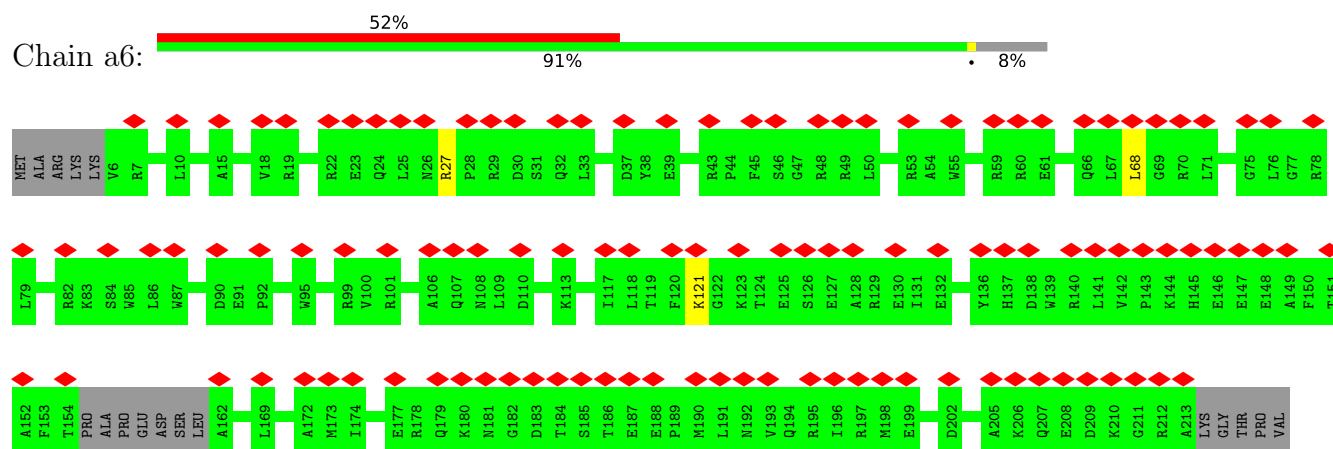 52%
Chain a6:
91% • 8%
MET ALA ARG LYS LYS V6 R7 L10 A15 V18 R19 R22 E23 Q24 L25 N26 R27 P28 R29 D30 S31 Q32 L33 D37 Y38 E39 R43 P44 F45 S46 G47 R48 R49 L50 R53 A54 W55 R59 R60 E61 Q66 L67 L68 G69 R70 L71 G75 L76 G77 R78
L79 R82 K83 S84 W85 L86 W87 D90 E91 P92 W95 R99 V100 R101 A106 Q107 N108 L109 D110 K113 I117 L118 T119 F120 K121 G122 K123 T124 E125 S126 E127 A128 R129 E130 I131 E132 Y136 H137 D138 W139 R140 L141 V142 P143 K144 H145 E146 E147 E148 A149 F150 T151
A152 F153 T154 PRO ALA PRO GLU ASP SER LEU A162 L169 A172 M173 I174 E177 R178 Q179 K180 N181 G182 D183 T184 S185 T186 E187 E188 P189 M190 L191 N192 V193 Q194 R195 I196 R197 M198 E199 D202 A205 K206 Q207 E208 D209 K210 G211 R212 A213 LYS GLY THR PRO VAL